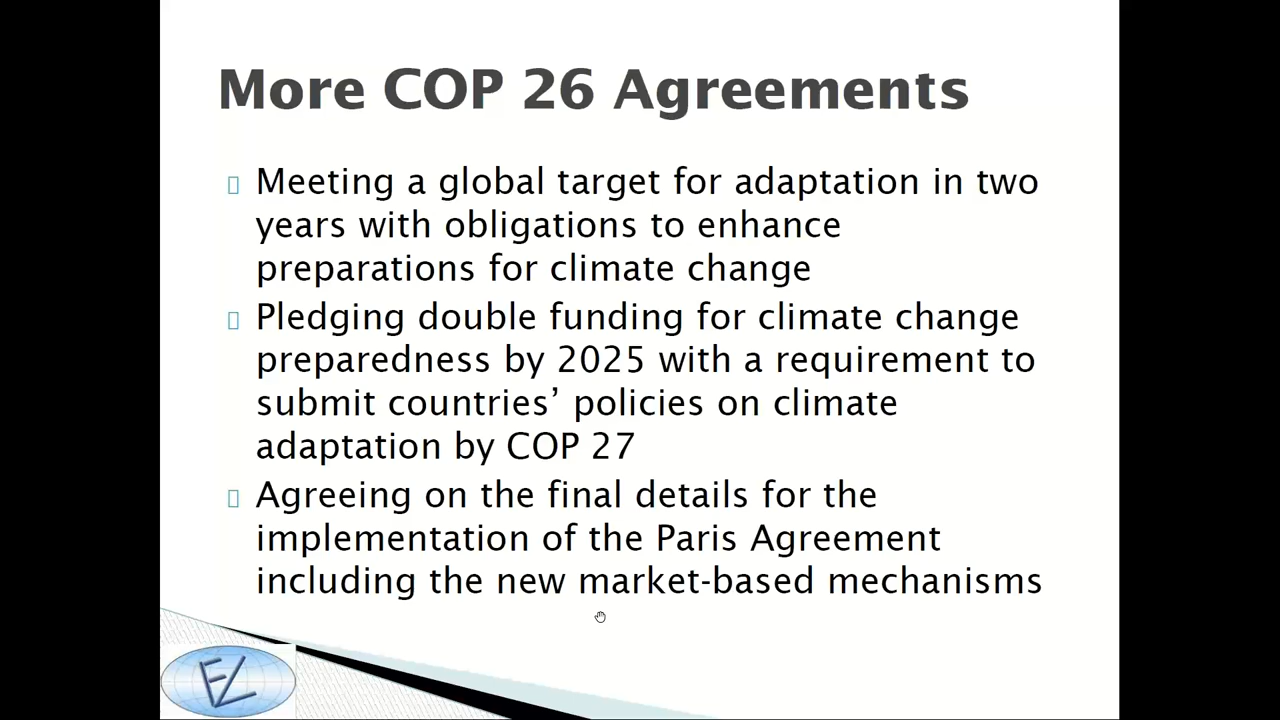 More COP 26 Agreements
Meeting a global target for adaptation in two
years with obligations to enhance
preparations for climate change
Pledging double funding for climate change
preparedness by 2025 with a requirement to
submit countries’ policies on climate
adaptation by COP 27
Agreeing on the final details for the
implementation of the Paris Agreement
including the new market-based mechanisms